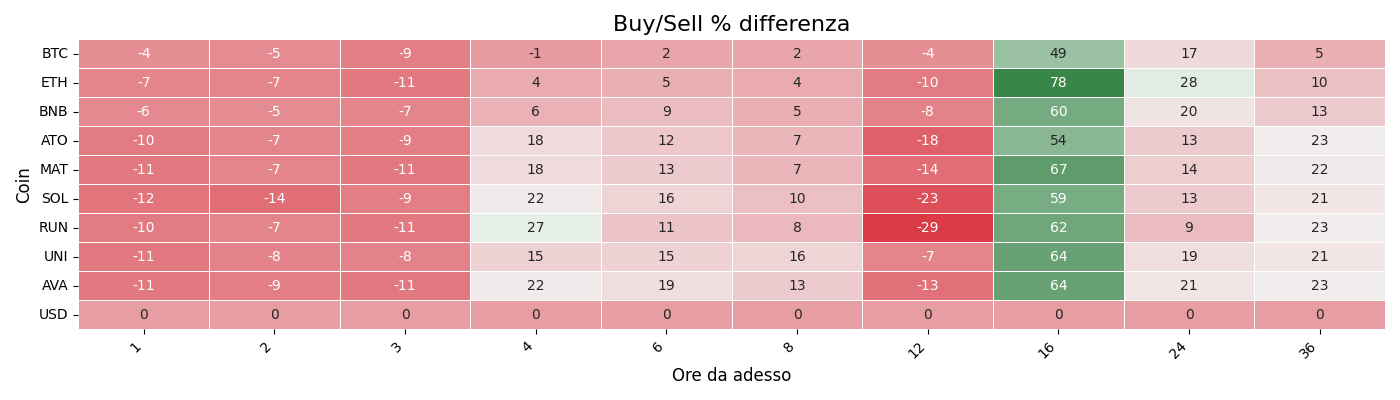 Buy/Sell % differenza
Coin
BTC -4 -5 -9 -1 2 2 -4 49 17 5
ETH -7 -7 -11 4 5 4 -10 78 28 10
BNB -6 -5 -7 6 9 5 -8 60 20 13
ATO -10 -7 -9 18 12 7 -18 54 13 23
MAT -11 -7 -11 18 13 7 -14 67 14 22
SOL -12 -14 -9 22 16 10 -23 59 13 21
RUN -10 -7 -11 27 11 8 -29 62 9 23
UNI -11 -8 -8 15 15 16 -7 64 19 21
AVA -11 -9 -11 22 19 13 -13 64 21 23
USD 0 0 0 0 0 0 0 0 0 0
1 2 3 4 6 8 12 16 24 36
Ore da adesso